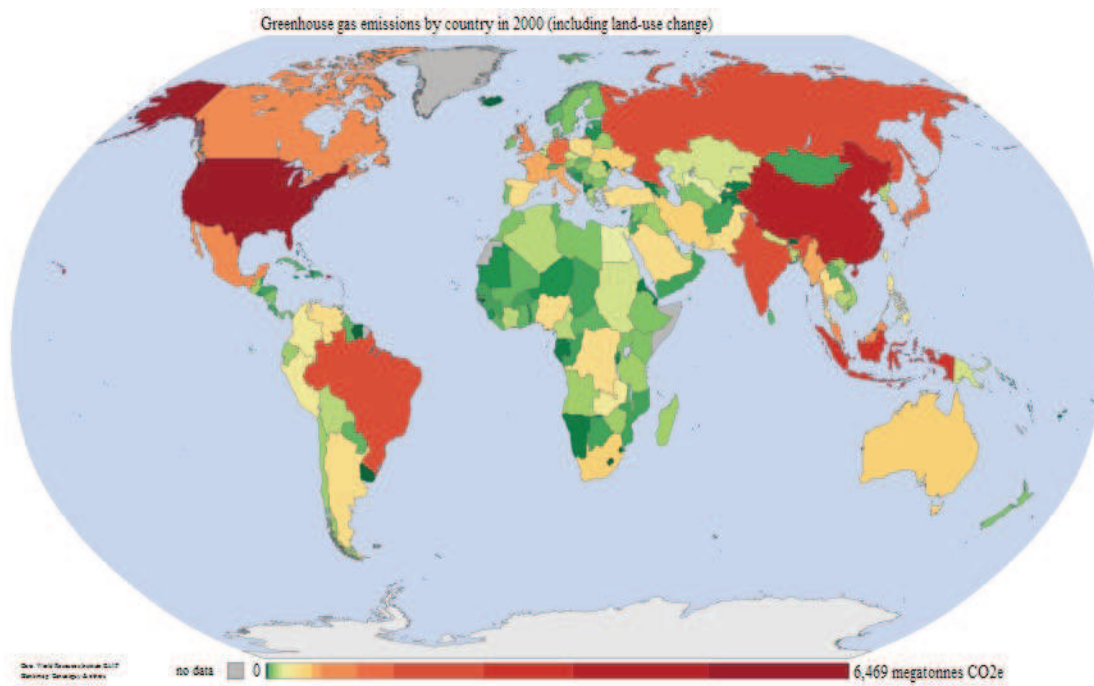 Greenhouse gas emissions by country in 2000 (including land-use change)
no data 0 6,469 megatonnes CO2e